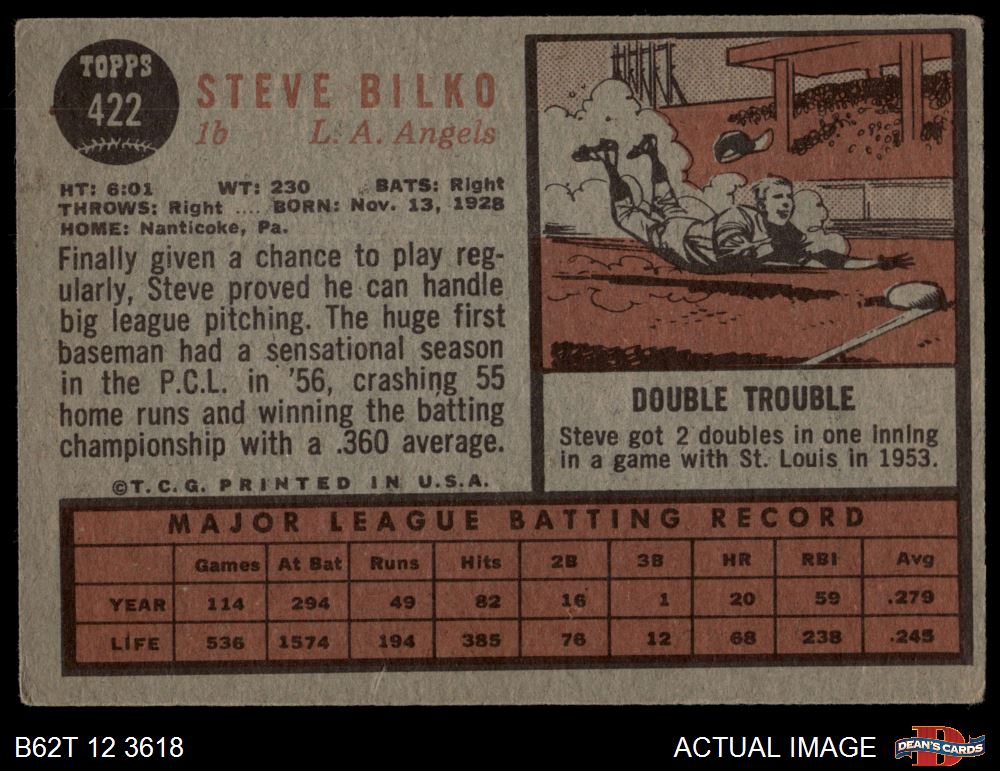 TOPPS
422
STEVE BILKO
1b L. A. Angels
HT: 6:01 WT: 230 BATS: Right
THROWS: Right .... BORN: Nov. 13, 1928
HOME: Nanticoke, Pa.
Finally given a chance to play reg-
ularly, Steve proved he can handle
big league pitching. The huge first
baseman had a sensational season
in the P.C.L. in '56, crashing 55
home runs and winning the batting
championship with a .360 average.
©T.C.G. PRINTED IN U.S.A.
DOUBLE TROUBLE
Steve got 2 doubles in one inning
in a game with St. Louis in 1953.
MAJOR LEAGUE BATTING RECORD
Games At Bat Runs Hits 2B 3B HR RBI Avg
YEAR 114 294 49 82 16 1 20 59 .279
LIFE 536 1574 194 385 76 12 68 238 .245
B62T 12 3618
ACTUAL IMAGE
DEAN'S CARDS